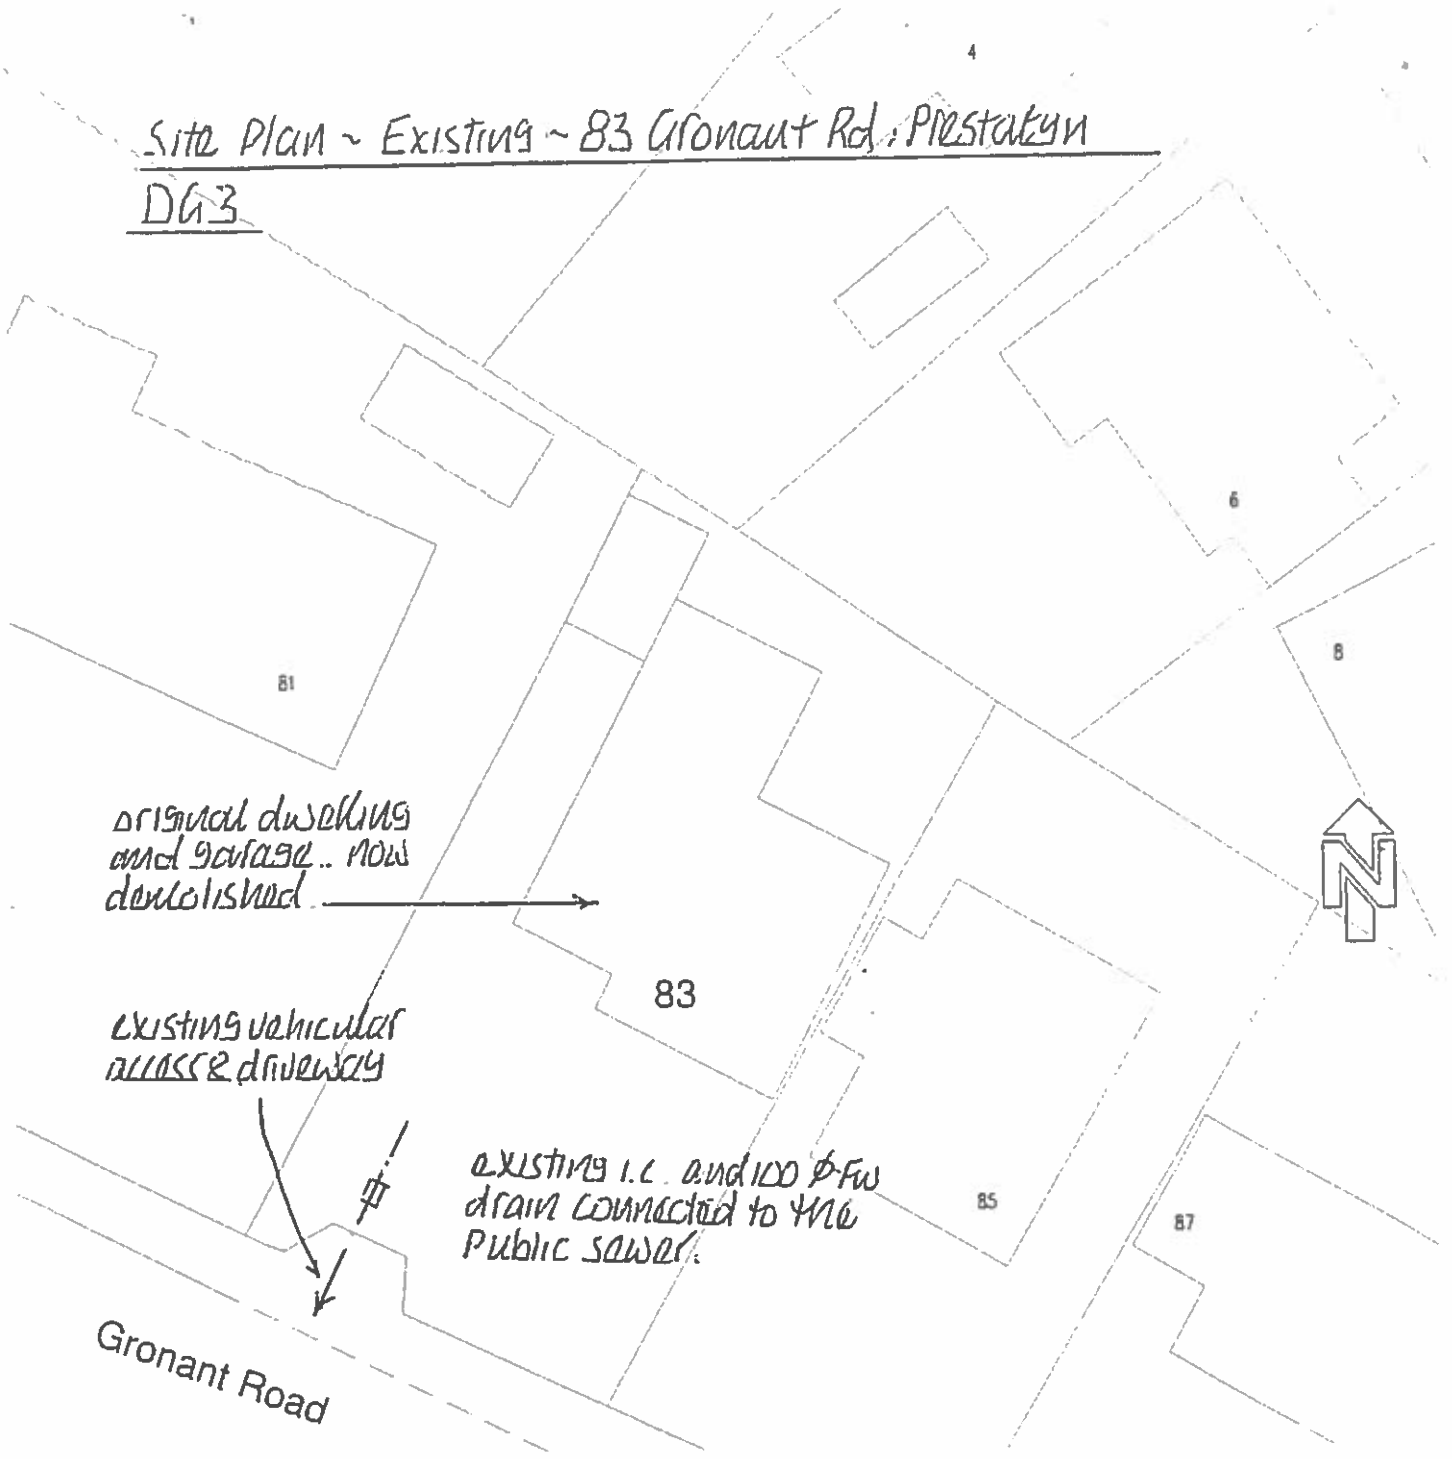 4
Site Plan ~ Existing ~ 83 Gronant Rd. Prestatyn
DG3
6
8
81
original dwelling
and garage.. now
demolished
83
N
existing vehicular
access & driveway
existing i.c. and 100 Ø FW
drain connected to the
Public sewer.
85
87
Gronant Road